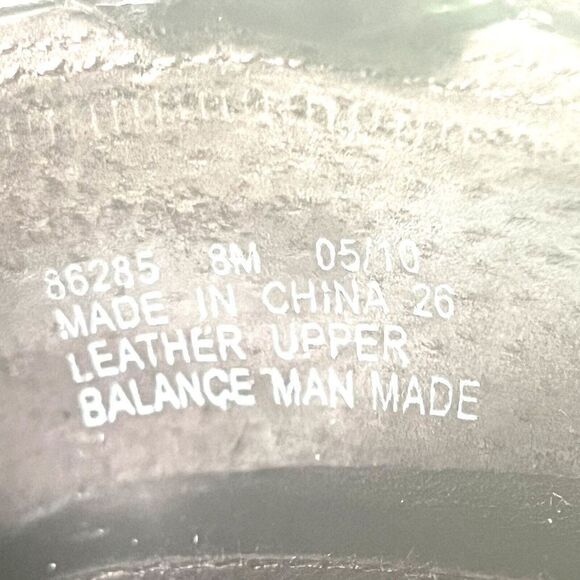 86285 8M 05/10
MADE IN CHINA 26
LEATHER UPPER
BALANCE MAN MADE